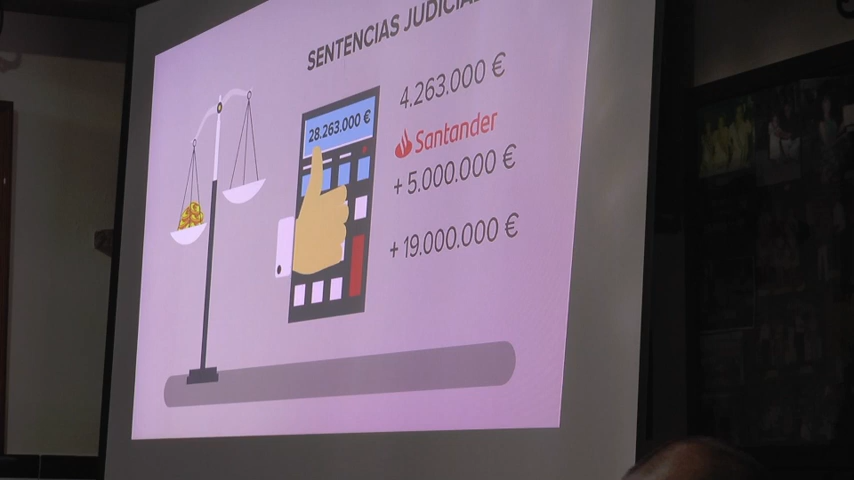 SENTENCIAS JUDICIA
4.263.000 €
28.263.000 €
Santander
+ 5.000.000 €
+ 19.000.000 €